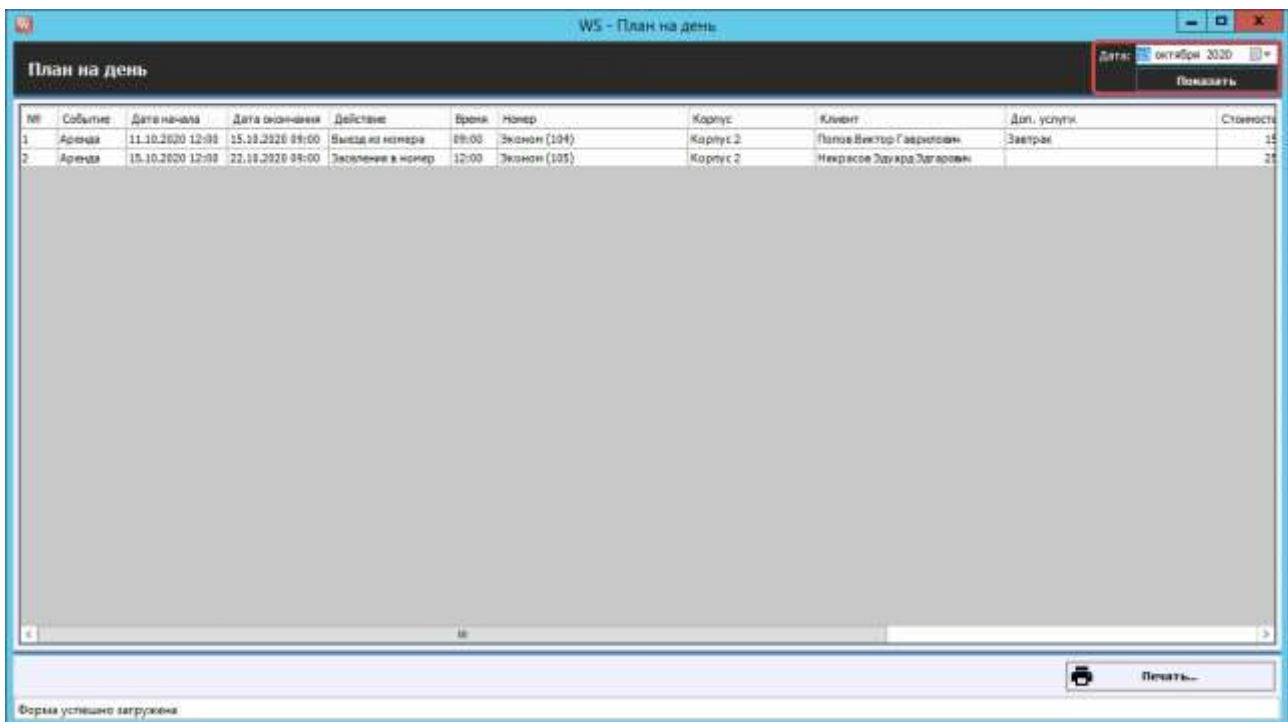 WS - План на день
План на день
Дата: октября 2020
Показать
№ Событие Дата начала Дата окончания Действие Время Номер Корпус Клиент Доп. услуги Стоимость
1 Аренда 11.10.2020 12:00 15.10.2020 09:00 Выезд из номера 09:00 Эконом (104) Корпус 2 Попов Виктор Гаврилович Завтрак 15
2 Аренда 15.10.2020 12:00 22.10.2020 09:00 Заселение в номер 12:00 Эконом (105) Корпус 2 Некрасов Эдуард Эдгарович 25
Печать...
Форма успешно загружена